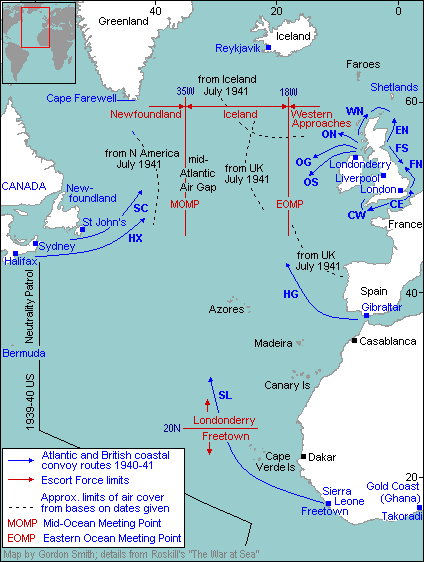 Greenland
Iceland
Reykjavik
0
Faroes
Shetlands
60
from Iceland
July 1941
35W
18W
Cape Farewell
Newfoundland
Iceland
Western
Approaches
WN
EN
ON
FS
FN
from N America
July 1941
mid-
Atlantic
Air Gap
from UK
July 1941
OG
OS
Londonderry
Liverpool
London
CE
CW
CANADA
New-
foundland
St John's
SC
HX
MOMP
EOMP
France
Sydney
Halifax
from UK
July 1941
Spain
40
Gibraltar
HG
Azores
Madeira
Casablanca
Neutrality Patrol
1939-40 US
Bermuda
Canary Is
SL
Londonderry
20N
Freetown
Cape
Verde Is
Dakar
20
Sierra
Leone
Freetown
Gold Coast
(Ghana)
Takoradi
Atlantic and British coastal
convoy routes 1940-41
Escort Force limits
Approx. limits of air cover
from bases on dates given
MOMP Mid-Ocean Meeting Point
EOMP Eastern Ocean Meeting Point
Map by Gordon Smith; details from Roskill's "The War at Sea"